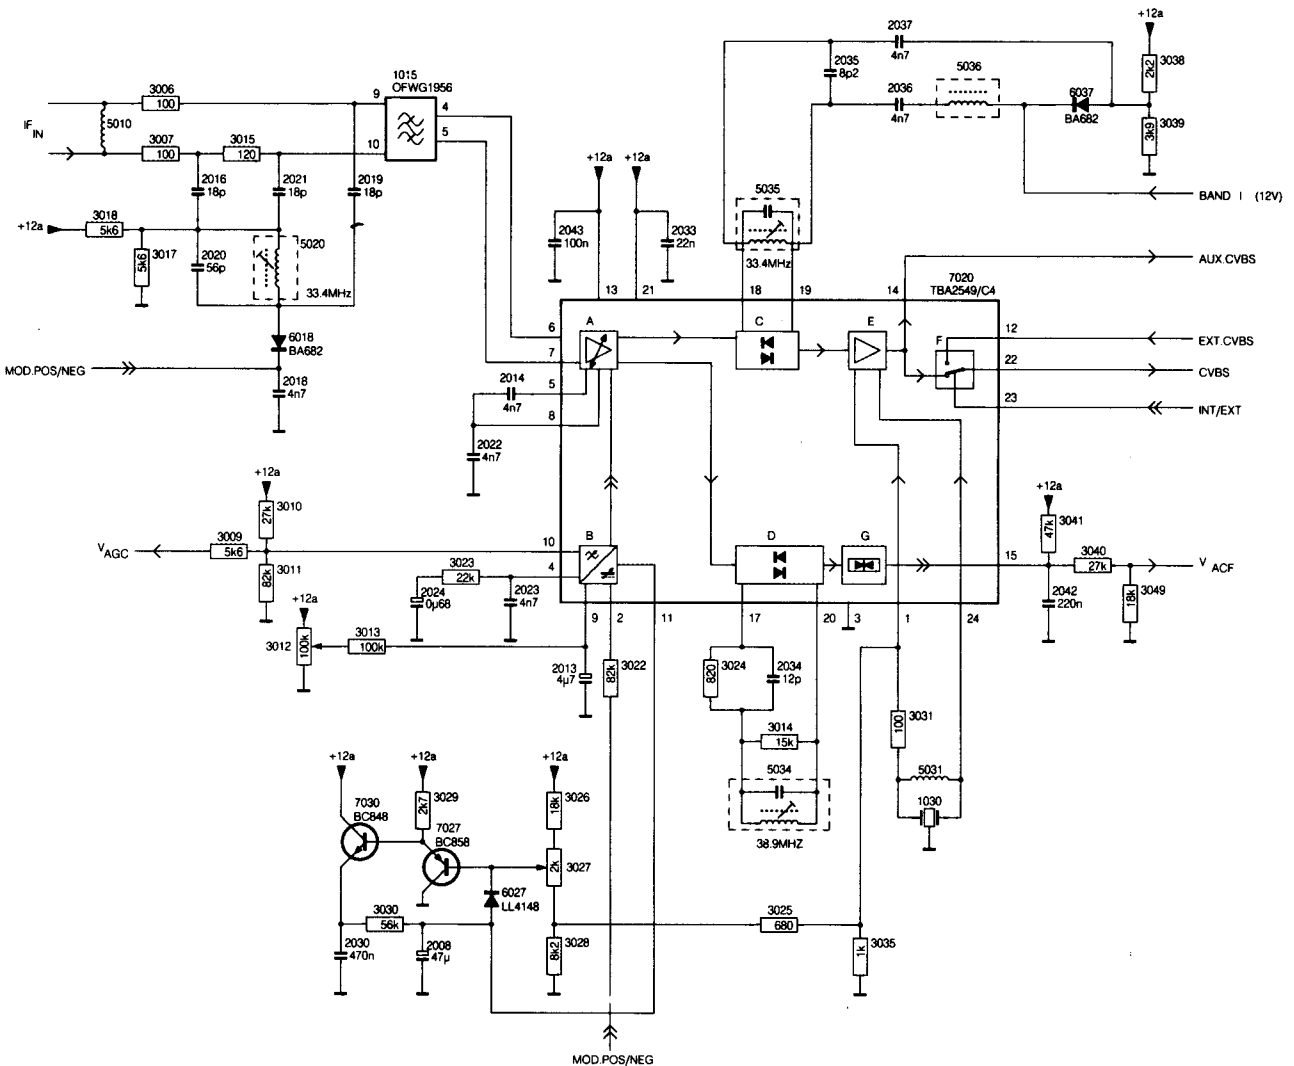 +12a
2037
4n7
2035
8p2
5036
3038
2k2
2036
4n7
6037
BA682
3039
3k9
1015
OFWG1956
3006
100
9
4
5
5010
IF IN
3007
100
3015
120
10
2016
18p
2021
18p
2019
18p
+12a
+12a
5035
BAND I (12V)
3018
5k6
+12a
3017
5k6
2020
56p
5020
33.4MHz
2043
100n
2033
22n
33.4MHz
AUX.CVBS
7020
TBA2549/C4
13
21
18
19
14
6018
BA682
6
A
C
E
F
12
EXT.CVBS
7
22
CVBS
MOD.POS/NEG
2018
4n7
2014
4n7
5
8
23
INT/EXT
2022
4n7
+12a
3010
27k
+12a
3041
47k
VAGC
3009
5k6
3011
82k
10
B
D
G
15
3040
27k
V ACF
3023
22k
4
2024
0µ68
2023
4n7
2042
220n
3049
18k
+12a
3012
100k
3013
100k
9
2
11
17
20
3
1
24
2013
4µ7
3022
82k
3024
820
2034
12p
3014
15k
3031
100
+12a
+12a
+12a
5034
5031
7030
BC848
3029
2k7
3026
18k
1030
7027
BC858
38.9MHZ
3027
2k
6027
LL4148
3030
56k
3025
680
2030
470n
2008
47µ
3028
8k2
3035
1k
MOD.POS/NEG